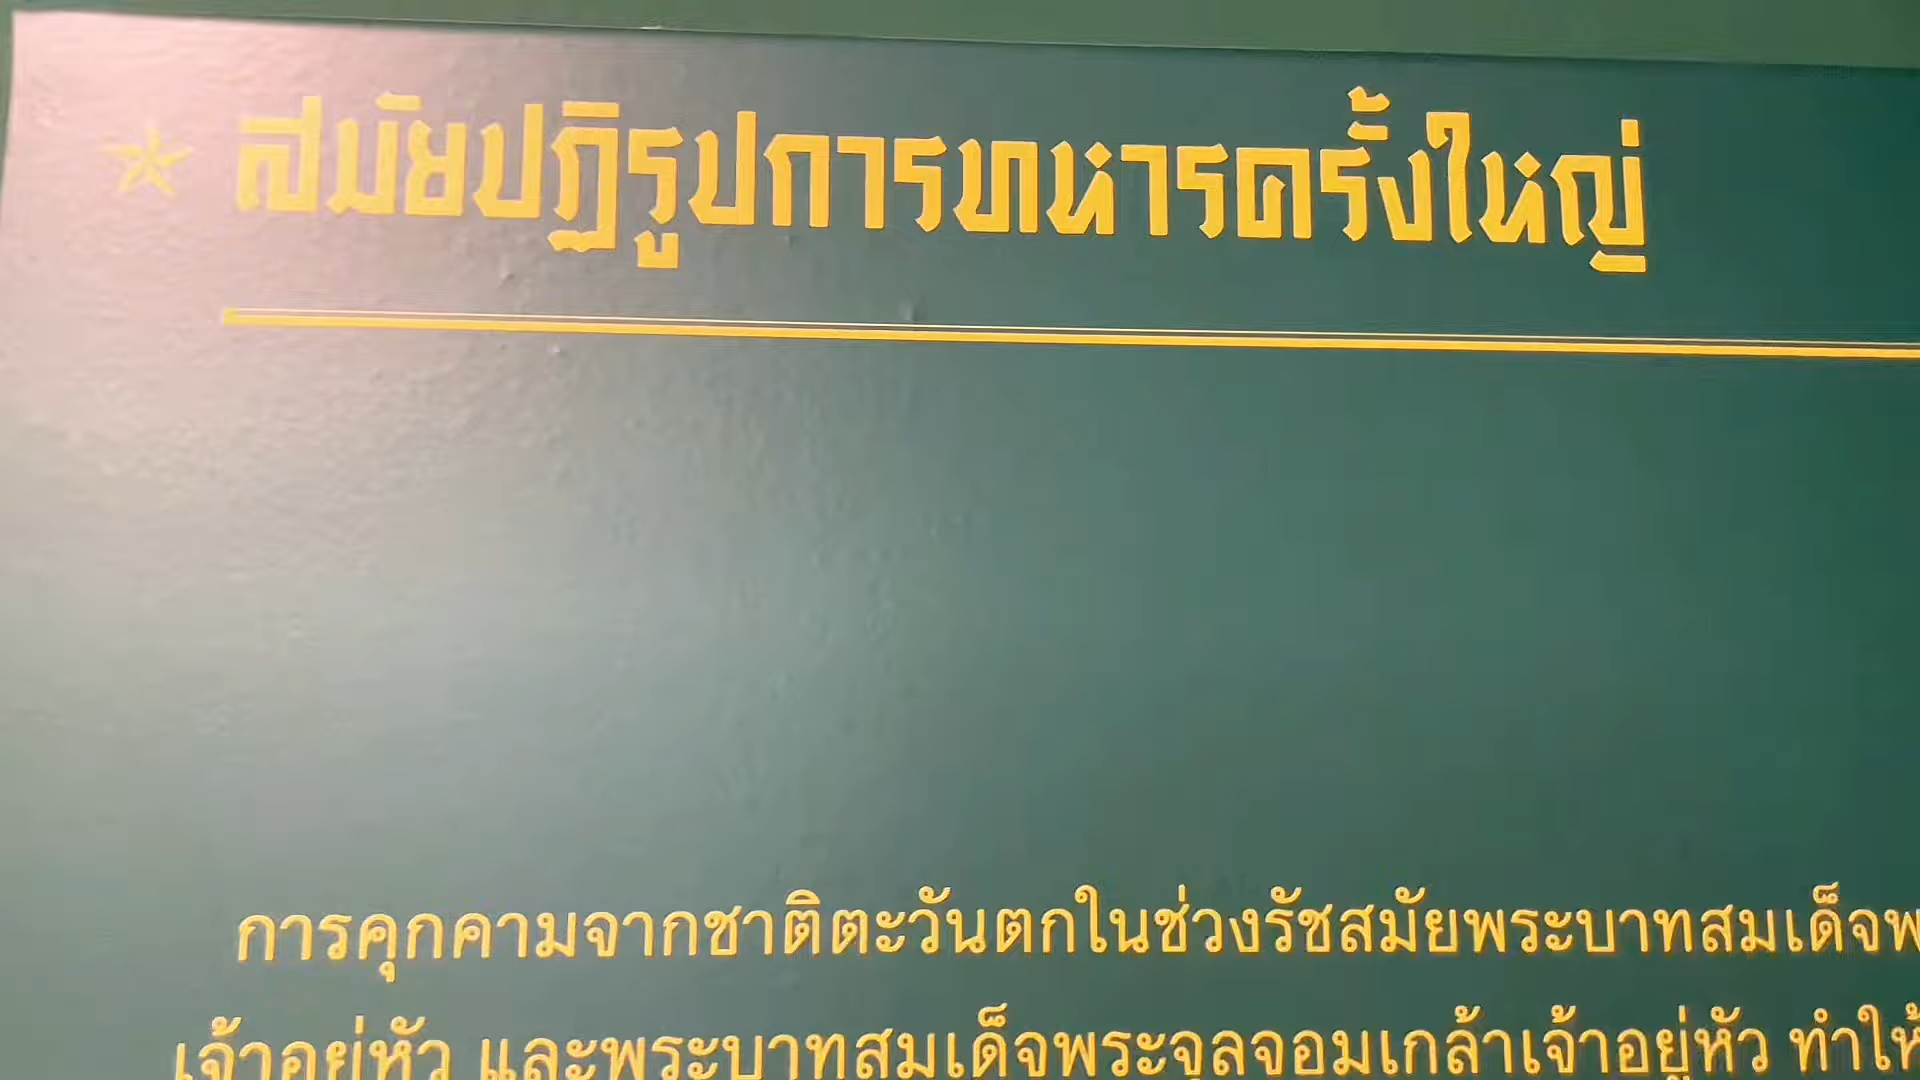 สมัยปฏิรูปการทหารครั้งใหญ่
การคุกคามจากชาติตะวันตกในช่วงรัชสมัยพระบาทสมเด็จพ
เจ้าอยู่หัว และพระบาทสมเด็จพระจุลจอมเกล้าเจ้าอยู่หัว ทำให้